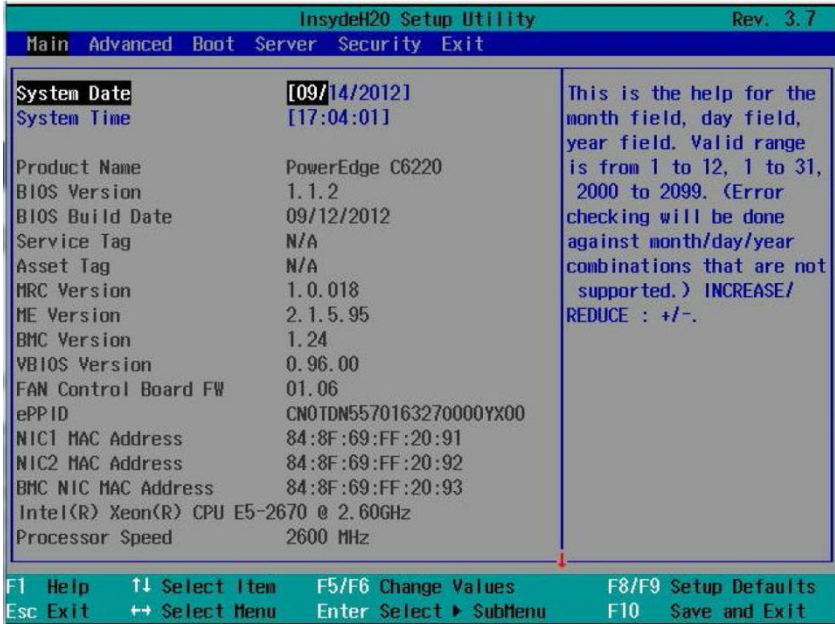 InsydeH20 Setup Utility Rev. 3.7
Main Advanced Boot Server Security Exit
System Date [09/14/2012]
System Time [17:04:01]
Product Name PowerEdge C6220
BIOS Version 1.1.2
BIOS Build Date 09/12/2012
Service Tag N/A
Asset Tag N/A
MRC Version 1.0.018
ME Version 2.1.5.95
BMC Version 1.24
VBIOS Version 0.96.00
FAN Control Board FW 01.06
ePPID CN0TDN5570163270000YX00
NIC1 MAC Address 84:8F:69:FF:20:91
NIC2 MAC Address 84:8F:69:FF:20:92
BMC NIC MAC Address 84:8F:69:FF:20:93
Intel(R) Xeon(R) CPU E5-2670 @ 2.60GHz
Processor Speed 2600 MHz
This is the help for the
month field, day field,
year field. Valid range
is from 1 to 12, 1 to 31,
2000 to 2099. (Error
checking will be done
against month/day/year
combinations that are not
supported.) INCREASE/
REDUCE : +/-.
F1 Help ↑↓ Select Item F5/F6 Change Values F8/F9 Setup Defaults
Esc Exit ↔ Select Menu Enter Select ▶ SubMenu F10 Save and Exit